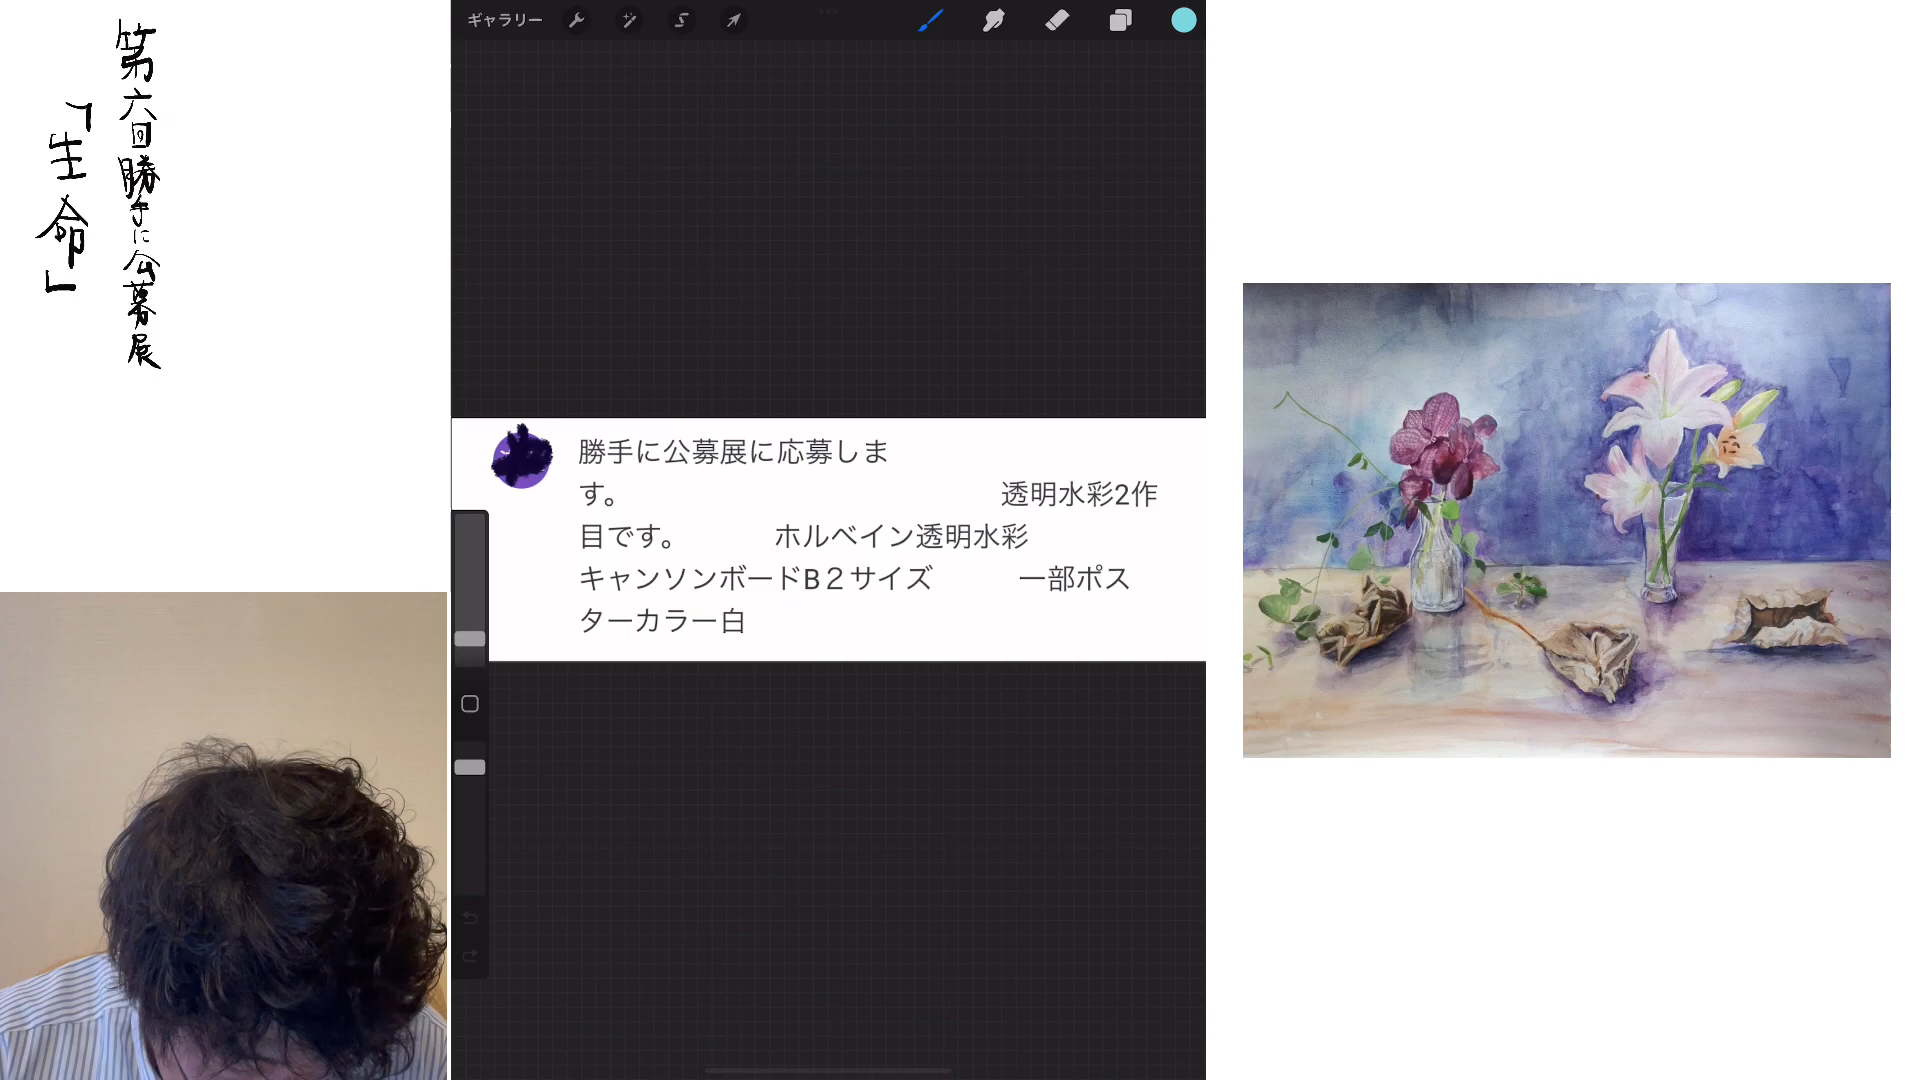 第六回勝手に公募展
「生命」
ギャラリー
勝手に公募展に応募しま
す。 透明水彩2作
目です。 ホルベイン透明水彩
キャンソンボードB２サイズ 一部ポス
ターカラー白